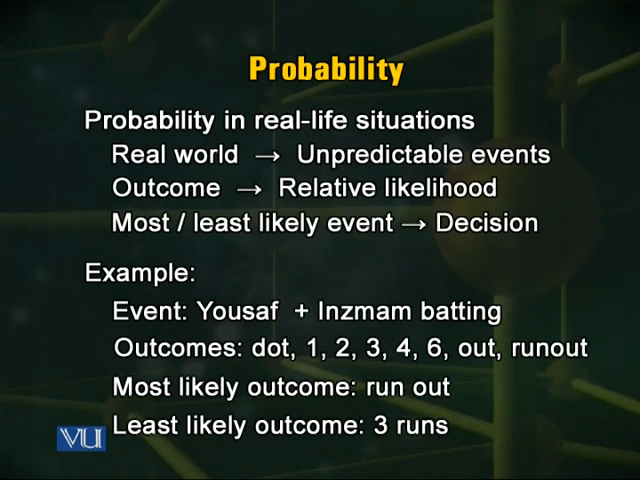 Probability
Probability in real-life situations
Real world → Unpredictable events
Outcome → Relative likelihood
Most / least likely event → Decision
Example:
Event: Yousaf + Inzmam batting
Outcomes: dot, 1, 2, 3, 4, 6, out, runout
Most likely outcome: run out
Least likely outcome: 3 runs
VU